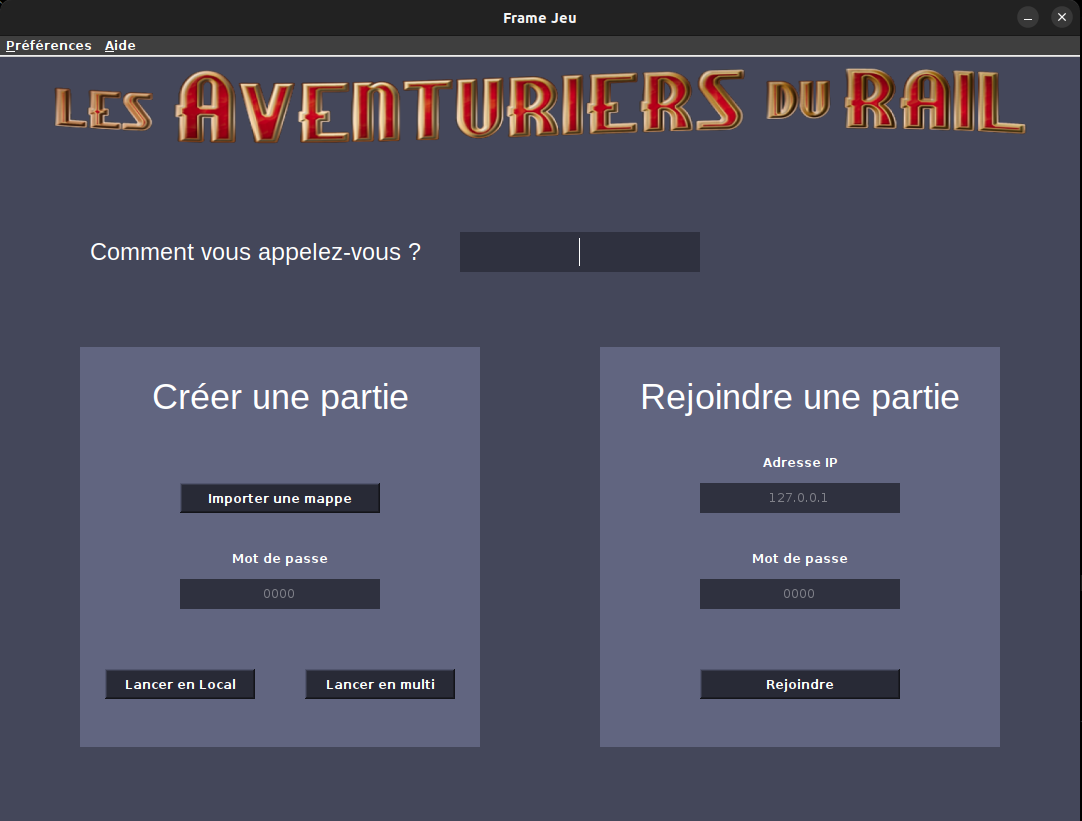 Frame Jeu
Préférences Aide
LES AVENTURIERS DU RAIL
Comment vous appelez-vous ?
Créer une partie
Importer une mappe
Mot de passe
0000
Lancer en Local
Lancer en multi
Rejoindre une partie
Adresse IP
127.0.0.1
Mot de passe
0000
Rejoindre